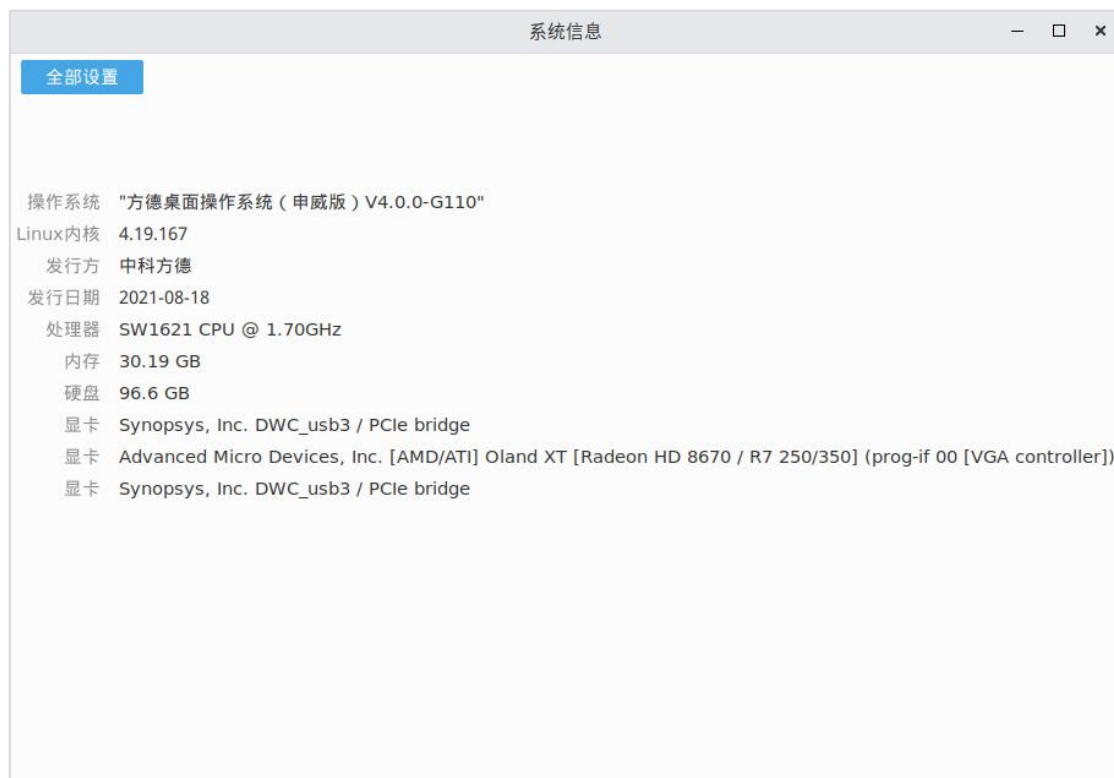 系统信息
全部设置
操作系统 "方德桌面操作系统（申威版）V4.0.0-G110"
Linux内核 4.19.167
发行方 中科方德
发行日期 2021-08-18
处理器 SW1621 CPU @ 1.70GHz
内存 30.19 GB
硬盘 96.6 GB
显卡 Synopsys, Inc. DWC_usb3 / PCIe bridge
显卡 Advanced Micro Devices, Inc. [AMD/ATI] Oland XT [Radeon HD 8670 / R7 250/350] (prog-if 00 [VGA controller])
显卡 Synopsys, Inc. DWC_usb3 / PCIe bridge